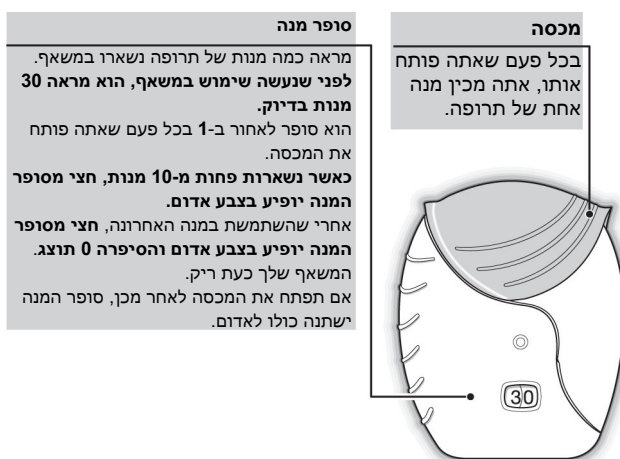 מכסה
בכל פעם שאתה פותח
אותו, אתה מכין מנה
אחת של תרופה.
סופר מנה
מראה כמה מנות של תרופה נשארו במשאף.
לפני שנעשה שימוש במשאף, הוא מראה 30
מנות בדיוק.
הוא סופר לאחור ב-1 בכל פעם שאתה פותח
את המכסה.
כאשר נשארות פחות מ-10 מנות, חצי מסופר
המנה יופיע בצבע אדום.
אחרי שהשתמשת במנה האחרונה, חצי מסופר
המנה יופיע בצבע אדום והסיפרה 0 תוצג.
המשאף שלך כעת ריק.
אם תפתח את המכסה לאחר מכן, סופר המנה
ישתנה כולו לאדום.
30